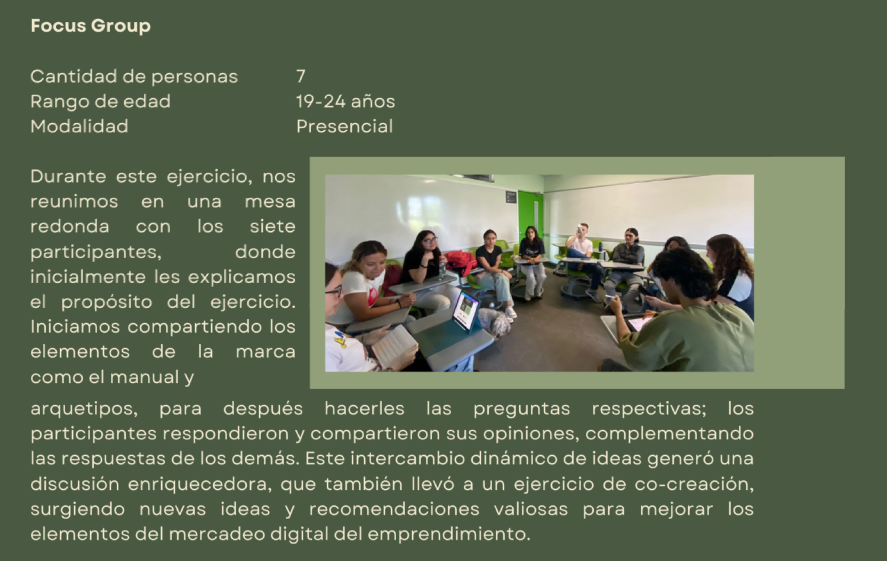 Focus Group
Cantidad de personas 7
Rango de edad 19-24 años
Modalidad Presencial
Durante este ejercicio, nos
reunimos en una mesa
redonda con los siete
participantes, donde
inicialmente les explicamos
el propósito del ejercicio.
Iniciamos compartiendo los
elementos de la marca
como el manual y
arquetipos, para después hacerles las preguntas respectivas; los
participantes respondieron y compartieron sus opiniones, complementando
las respuestas de los demás. Este intercambio dinámico de ideas generó una
discusión enriquecedora, que también llevó a un ejercicio de co-creación,
surgiendo nuevas ideas y recomendaciones valiosas para mejorar los
elementos del mercadeo digital del emprendimiento.